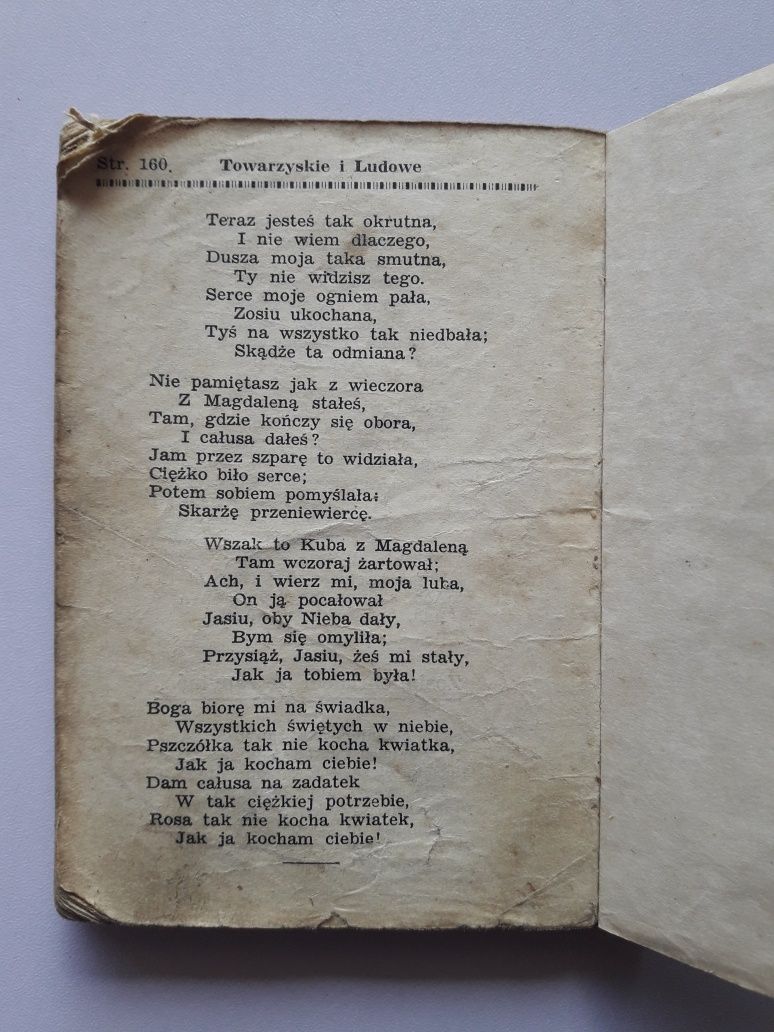 Str. 160. Towarzyskie i Ludowe
Teraz jesteś tak okrutna,
I nie wiem dlaczego,
Dusza moja taka smutna,
Ty nie widzisz tego.
Serce moje ogniem pała,
Zosiu ukochana,
Tyś na wszystko tak niedbała;
Skądże ta odmiana?
Nie pamiętasz jak z wieczora
Z Magdaleną stałeś,
Tam, gdzie kończy się obora,
I całusa dałeś?
Jam przez szparę to widziała,
Ciężko biło serce;
Potem sobiem pomyślała:
Skarżę przeniewiercę.
Wszak to Kuba z Magdaleną
Tam wczoraj żartował;
Ach, i wierz mi, moja luba,
On ją pocałował
Jasiu, oby Nieba dały,
Bym się omyliła;
Przysiąż, Jasiu, żeś mi stały,
Jak ja tobiem była!
Boga biorę mi na świadka,
Wszystkich świętych w niebie,
Pszczółka tak nie kocha kwiatka,
Jak ja kocham ciebie!
Dam całusa na zadatek
W tak ciężkiej potrzebie,
Rosa tak nie kocha kwiatek,
Jak ja kocham ciebie!